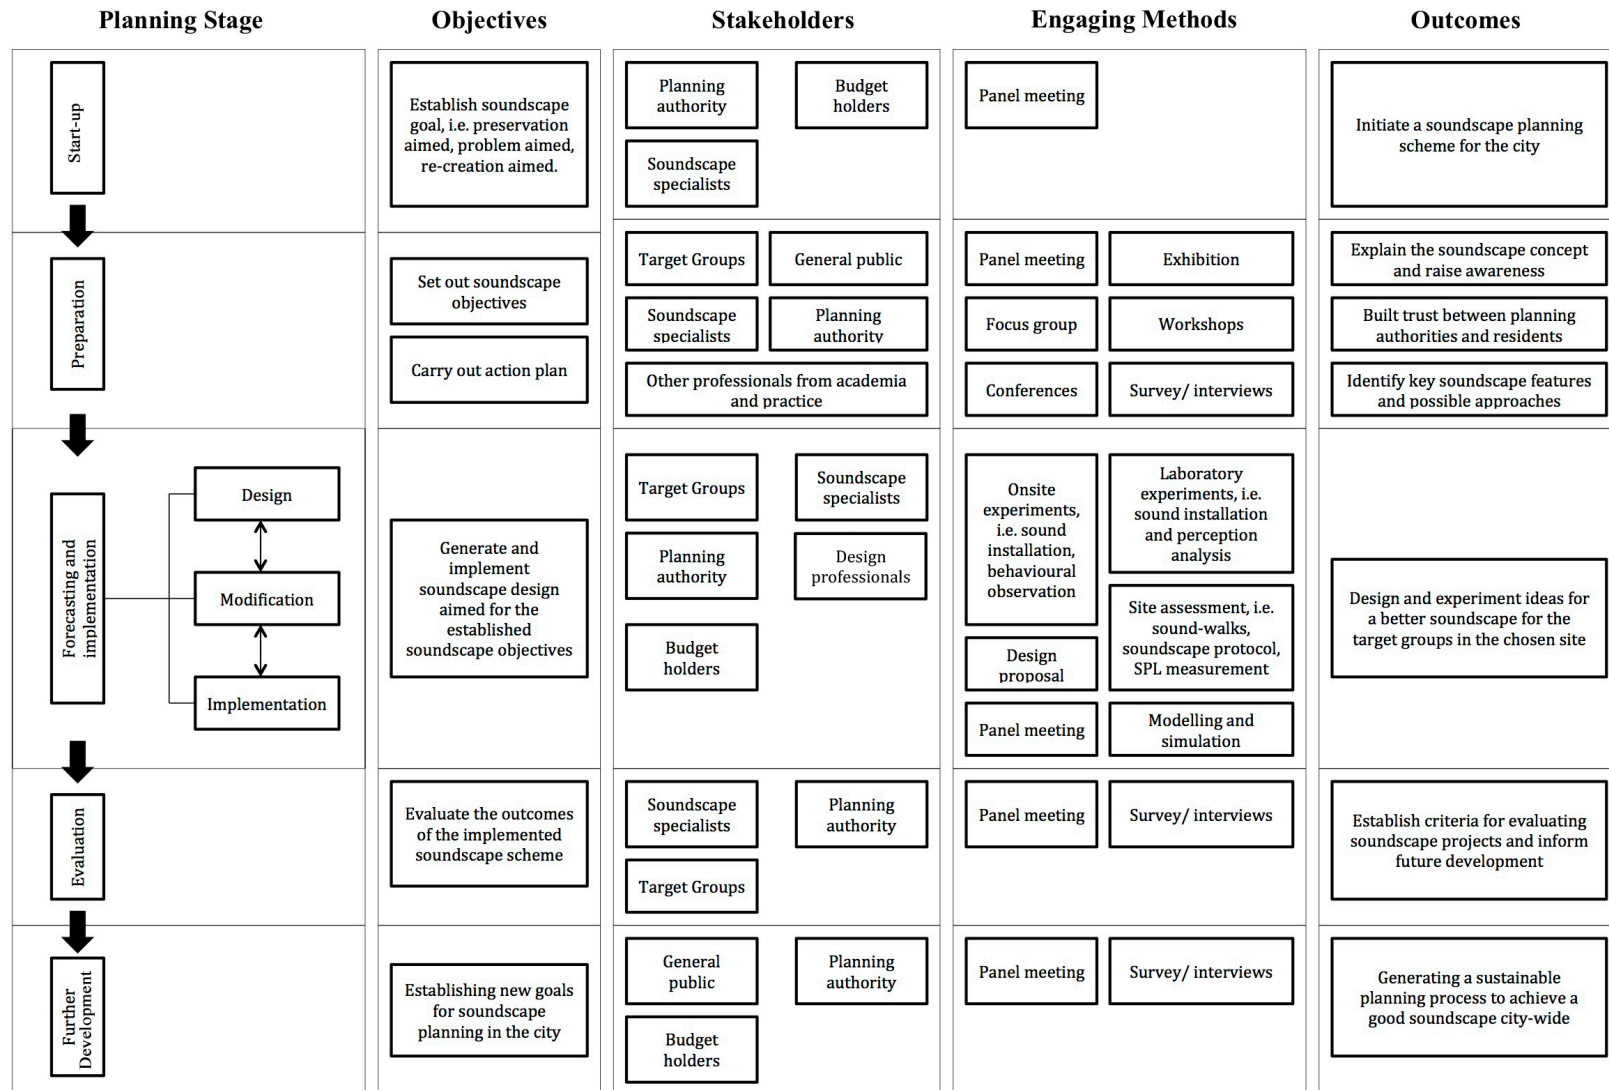 Planning Stage
Objectives
Stakeholders
Engaging Methods
Outcomes
Start-up
Establish soundscape
goal, i.e. preservation
aimed, problem aimed,
re-creation aimed.
Planning
authority
Budget
holders
Soundscape
specialists
Panel meeting
Initiate a soundscape planning
scheme for the city
Preparation
Set out soundscape
objectives
Carry out action plan
Target Groups
General public
Soundscape
specialists
Planning
authority
Other professionals from academia
and practice
Panel meeting
Exhibition
Focus group
Workshops
Conferences
Survey/ interviews
Explain the soundscape concept
and raise awareness
Built trust between planning
authorities and residents
Identify key soundscape features
and possible approaches
Forecasting and
implementation
Design
Modification
Implementation
Generate and
implement
soundscape design
aimed for the
established
soundscape objectives
Target Groups
Soundscape
specialists
Planning
authority
Design
professionals
Budget
holders
Onsite
experiments,
i.e. sound
installation,
behavioural
observation
Laboratory
experiments, i.e.
sound installation
and perception
analysis
Site assessment, i.e.
sound-walks,
soundscape protocol,
SPL measurement
Design
proposal
Panel meeting
Modelling and
simulation
Design and experiment ideas for
a better soundscape for the
target groups in the chosen site
Evaluation
Evaluate the outcomes
of the implemented
soundscape scheme
Soundscape
specialists
Planning
authority
Target Groups
Panel meeting
Survey/ interviews
Establish criteria for evaluating
soundscape projects and inform
future development
Further
Development
Establishing new goals
for soundscape
planning in the city
General
public
Planning
authority
Budget
holders
Panel meeting
Survey/ interviews
Generating a sustainable
planning process to achieve a
good soundscape city-wide